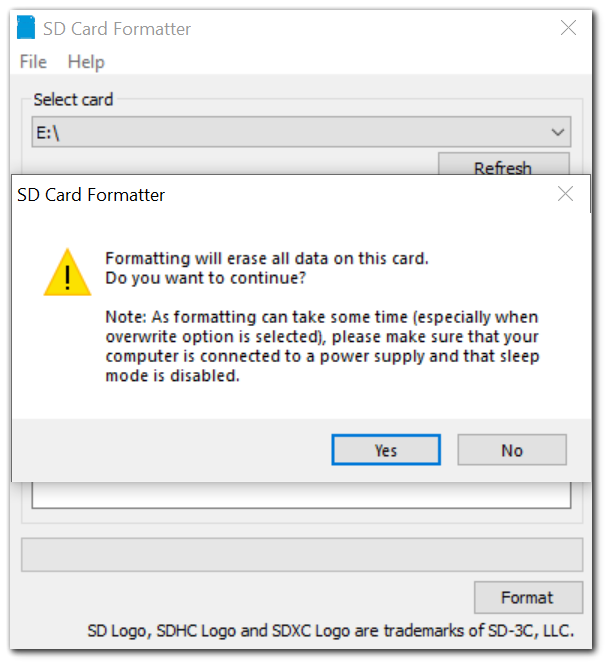 SD Card Formatter
File Help
Select card
E:\
Refresh
SD Card Formatter
Formatting will erase all data on this card.
Do you want to continue?
Note: As formatting can take some time (especially when
overwrite option is selected), please make sure that your
computer is connected to a power supply and that sleep
mode is disabled.
Yes No
Format
SD Logo, SDHC Logo and SDXC Logo are trademarks of SD-3C, LLC.